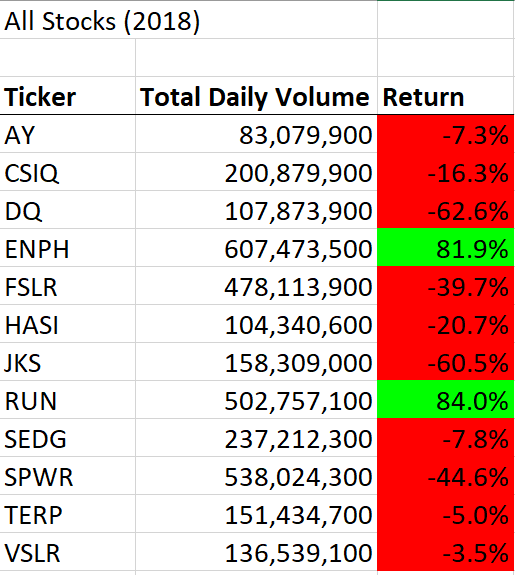 All Stocks (2018)
Ticker Total Daily Volume Return
AY 83,079,900 -7.3%
CSIQ 200,879,900 -16.3%
DQ 107,873,900 -62.6%
ENPH 607,473,500 81.9%
FSLR 478,113,900 -39.7%
HASI 104,340,600 -20.7%
JKS 158,309,000 -60.5%
RUN 502,757,100 84.0%
SEDG 237,212,300 -7.8%
SPWR 538,024,300 -44.6%
TERP 151,434,700 -5.0%
VSLR 136,539,100 -3.5%